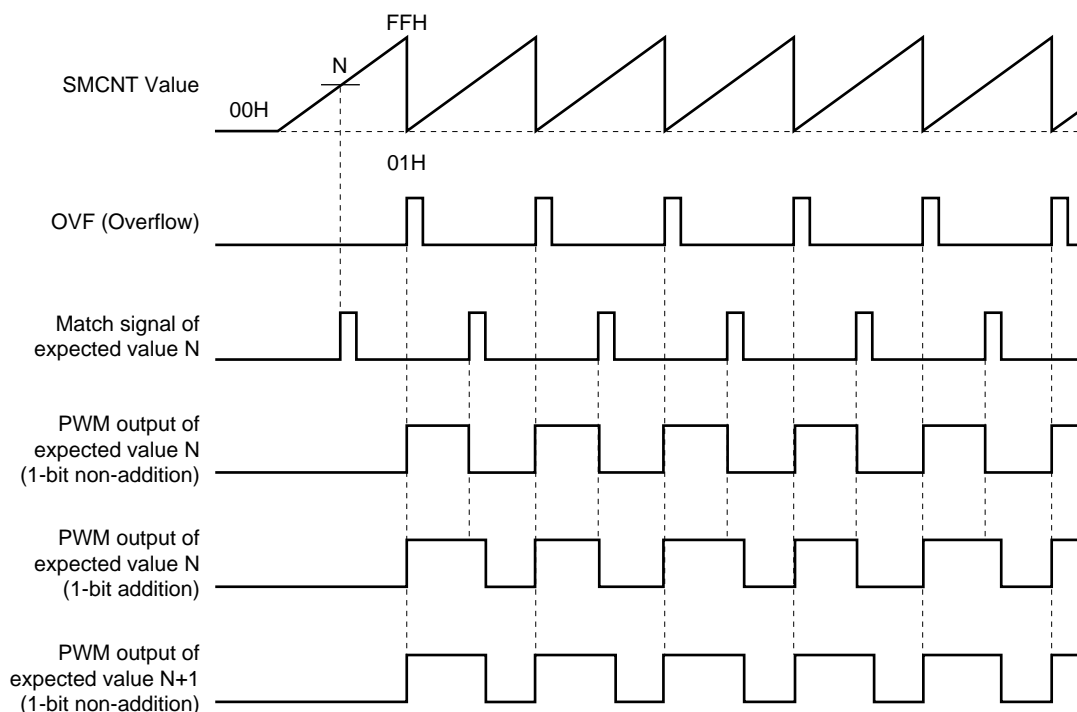 FFH
N
SMCNT Value
00H
01H
OVF (Overflow)
Match signal of
expected value N
PWM output of
expected value N
(1-bit non-addition)
PWM output of
expected value N
(1-bit addition)
PWM output of
expected value N+1
(1-bit non-addition)